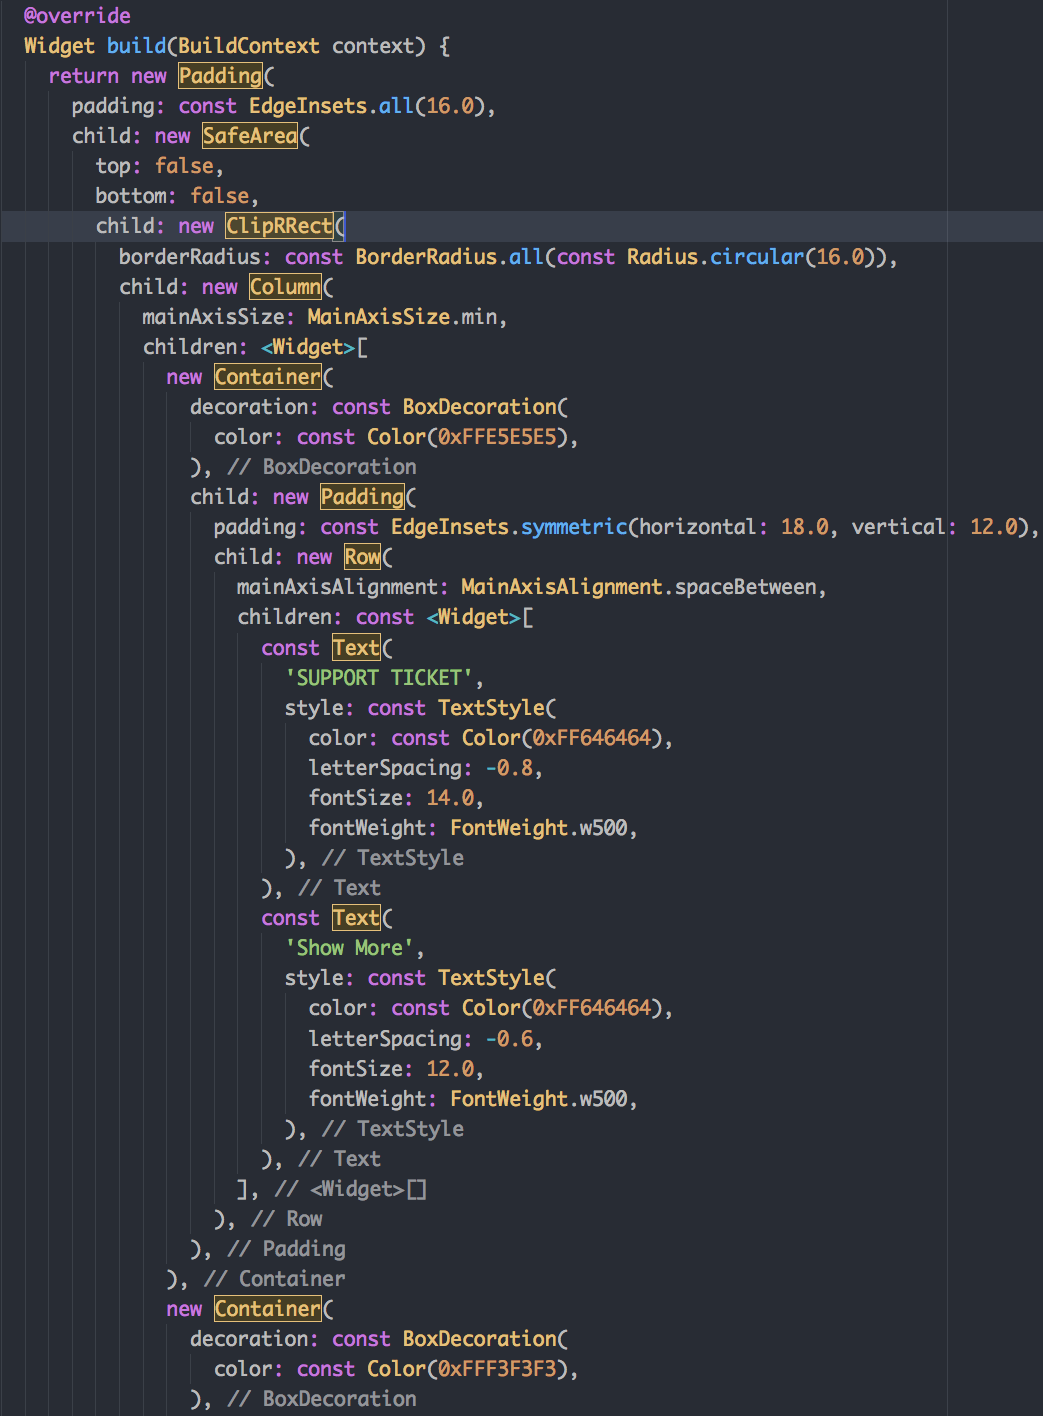 @override
Widget build(BuildContext context) {
return new Padding(
padding: const EdgeInsets.all(16.0),
child: new SafeArea(
top: false,
bottom: false,
child: new ClipRRect(
borderRadius: const BorderRadius.all(const Radius.circular(16.0)),
child: new Column(
mainAxisSize: MainAxisSize.min,
children: <Widget>[
new Container(
decoration: const BoxDecoration(
color: const Color(0xFFE5E5E5),
), // BoxDecoration
child: new Padding(
padding: const EdgeInsets.symmetric(horizontal: 18.0, vertical: 12.0),
child: new Row(
mainAxisAlignment: MainAxisAlignment.spaceBetween,
children: const <Widget>[
const Text(
'SUPPORT TICKET',
style: const TextStyle(
color: const Color(0xFF646464),
letterSpacing: -0.8,
fontSize: 14.0,
fontWeight: FontWeight.w500,
), // TextStyle
), // Text
const Text(
'Show More',
style: const TextStyle(
color: const Color(0xFF646464),
letterSpacing: -0.6,
fontSize: 12.0,
fontWeight: FontWeight.w500,
), // TextStyle
), // Text
], // <Widget>[]
), // Row
), // Padding
), // Container
new Container(
decoration: const BoxDecoration(
color: const Color(0xFFF3F3F3),
), // BoxDecoration